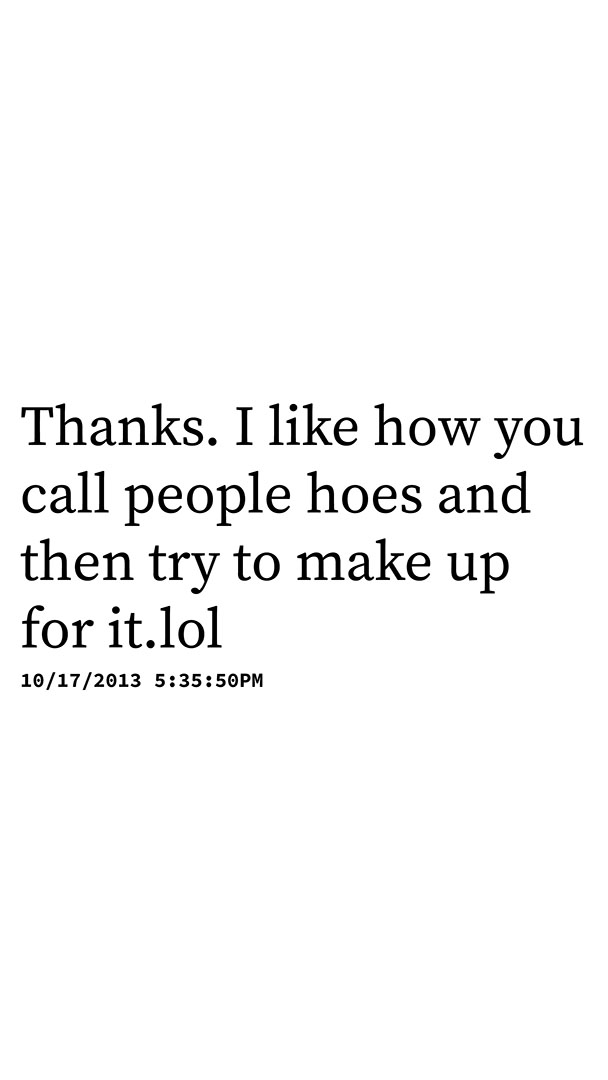 Thanks. I like how you
call people hoes and
then try to make up
for it.lol
10/17/2013 5:35:50PM